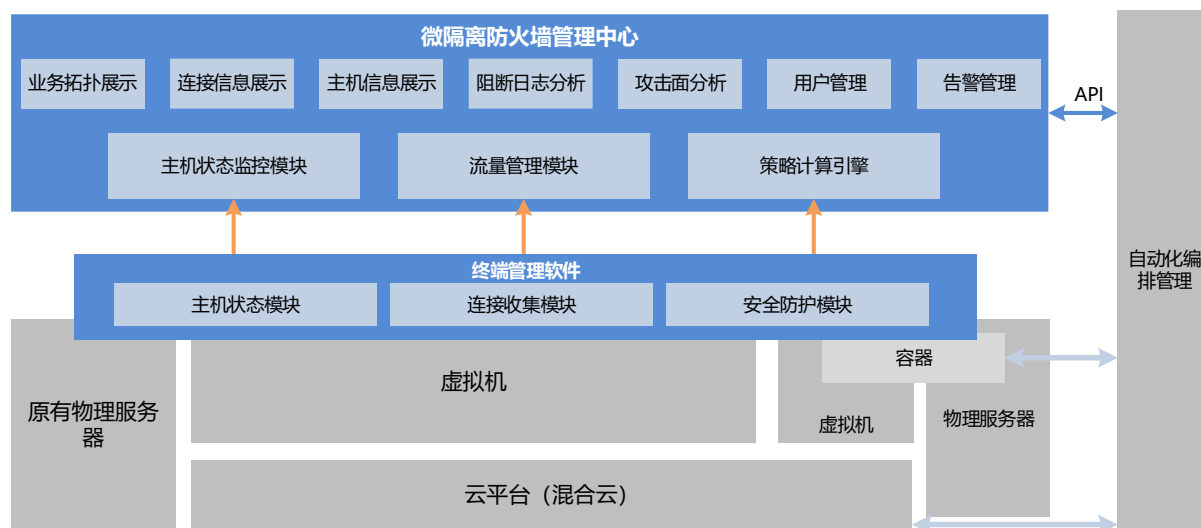 微隔离防火墙管理中心
业务拓扑展示
连接信息展示
主机信息展示
阻断日志分析
攻击面分析
用户管理
告警管理
API
主机状态监控模块
流量管理模块
策略计算引擎
终端管理软件
主机状态模块
连接收集模块
安全防护模块
自动化编
排管理
容器
虚拟机
原有物理服务
器
虚拟机
物理服务器
云平台（混合云）